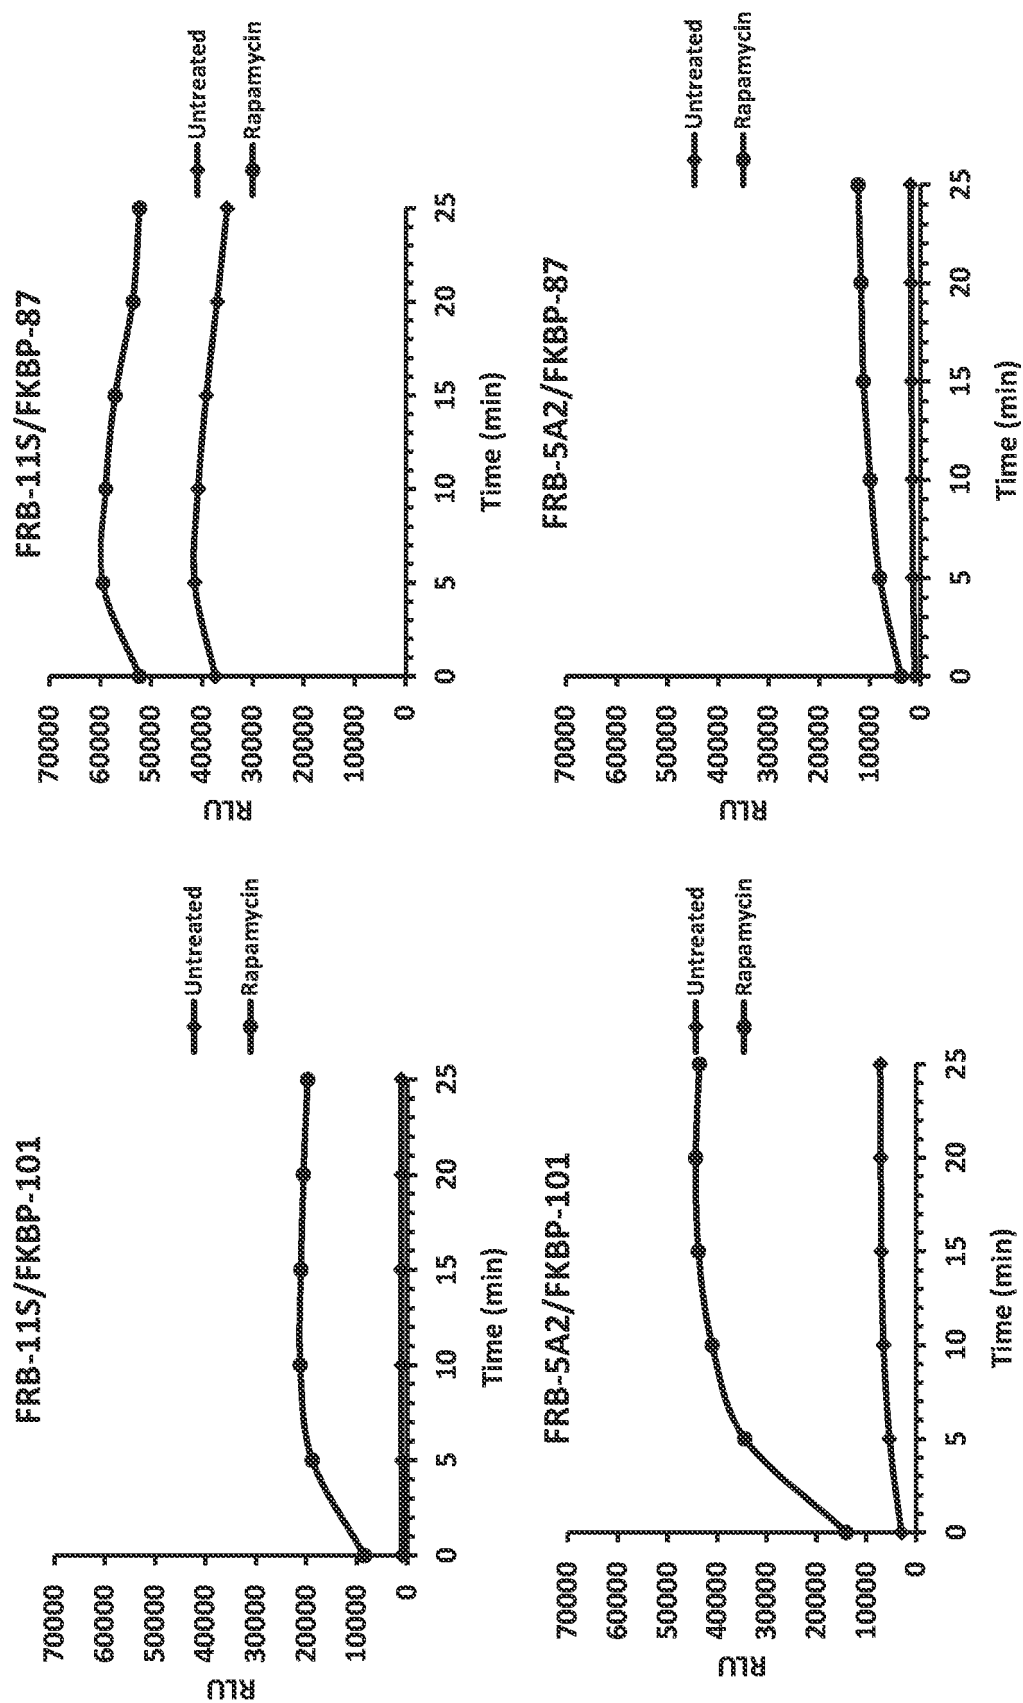 FRB-11S/FKBP-101
RLU
70000
60000
50000
40000
30000
20000
10000
0
0 5 10 15 20 25
Time (min)
Untreated
Rapamycin
FRB-11S/FKBP-87
RLU
70000
60000
50000
40000
30000
20000
10000
0
0 5 10 15 20 25
Time (min)
Untreated
Rapamycin
FRB-5A2/FKBP-101
RLU
70000
60000
50000
40000
30000
20000
10000
0
0 5 10 15 20 25
Time (min)
Untreated
Rapamycin
FRB-5A2/FKBP-87
RLU
70000
60000
50000
40000
30000
20000
10000
0
0 5 10 15 20 25
Time (min)
Untreated
Rapamycin